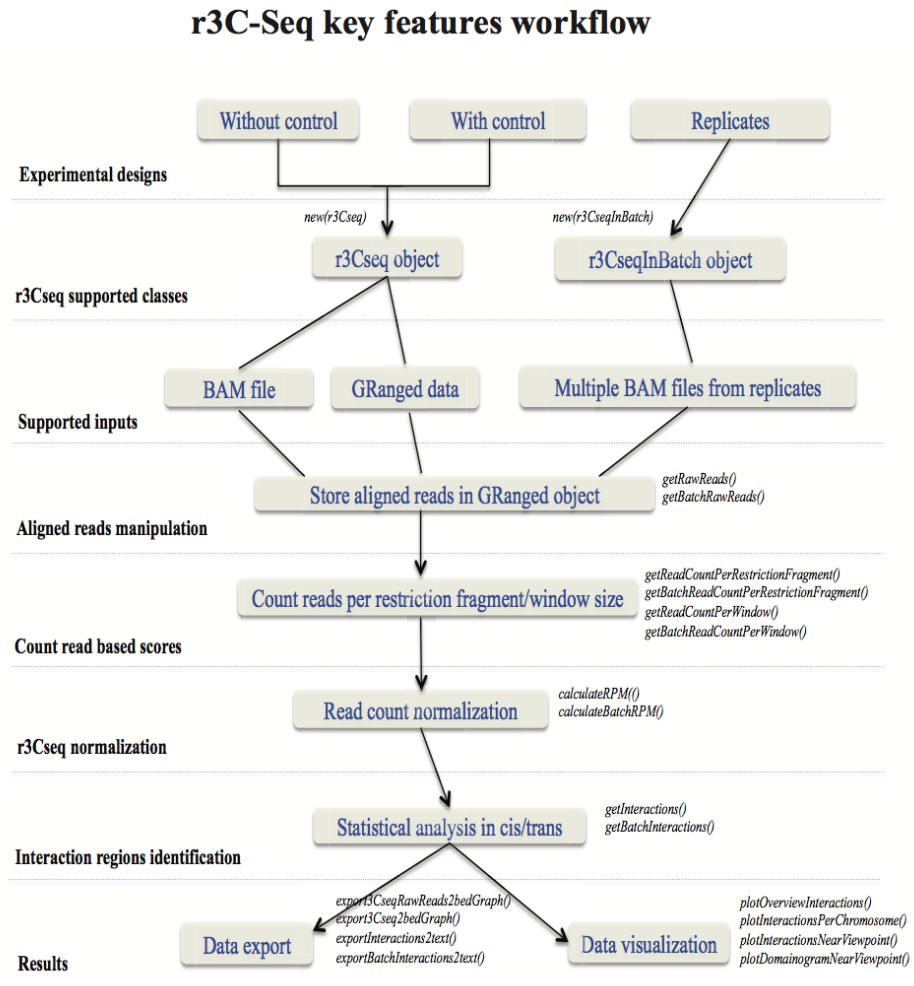 r3C-Seq key features workflow
Without control
With control
Replicates
Experimental designs
new(r3Cseq)
new(r3CseqInBatch)
r3Cseq object
r3CseqInBatch object
r3Cseq supported classes
BAM file
GRanged data
Multiple BAM files from replicates
Supported inputs
Store aligned reads in GRanged object
getRawReads()
getBatchRawReads()
Aligned reads manipulation
Count reads per restriction fragment/window size
getReadCountPerRestrictionFragment()
getBatchReadCountPerRestrictionFragment()
getReadCountPerWindow()
getBatchReadCountPerWindow()
Count read based scores
Read count normalization
calculateRPM(()
calculateBatchRPM()
r3Cseq normalization
Statistical analysis in cis/trans
getInteractions()
getBatchInteractions()
Interaction regions identification
Data export
export3CseqRawReads2bedGraph()
export3Cseq2bedGraph()
exportInteractions2text()
exportBatchInteractions2text()
Data visualization
plotOverviewInteractions()
plotInteractionsPerChromosome()
plotInteractionsNearViewpoint()
plotDomainogramNearViewpoint()
Results